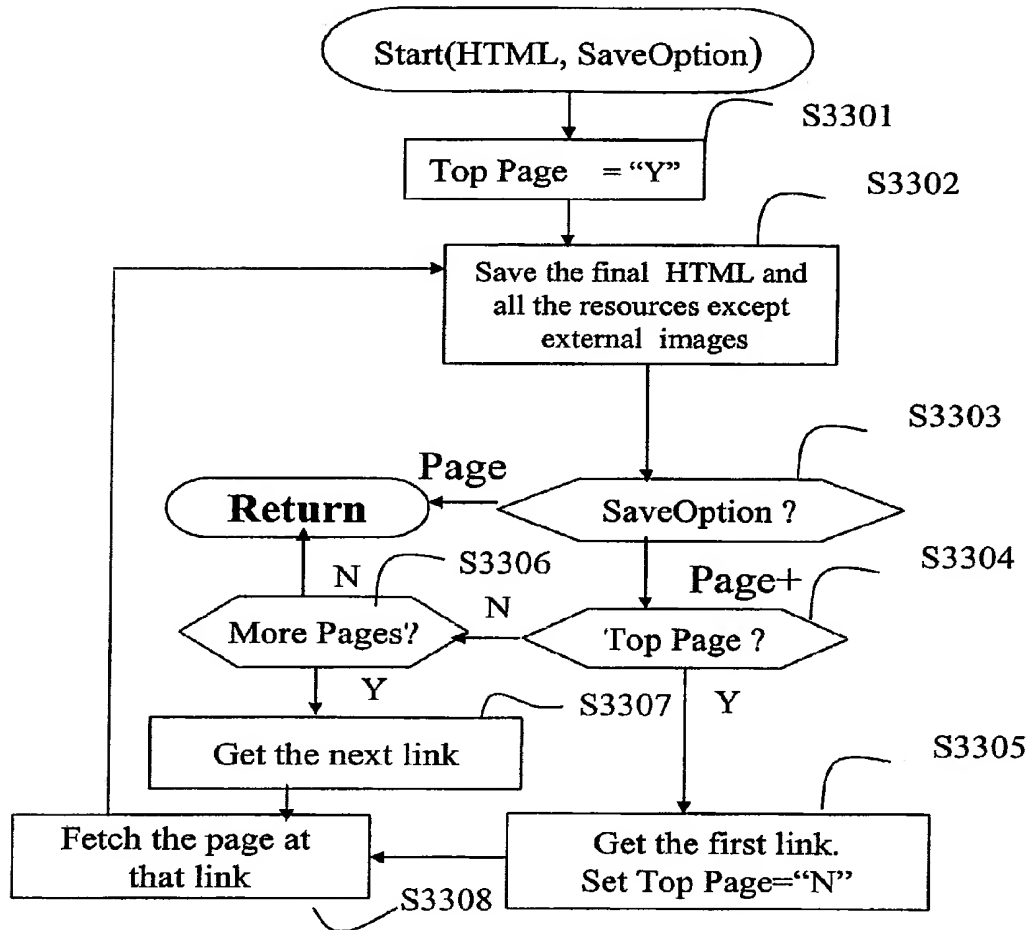 Start(HTML, SaveOption)
S3301
Top Page = “Y”
S3302
Save the final HTML and
all the resources except
external images
S3303
Page
Return
SaveOption ?
S3304
S3306
N
Page+
N
More Pages?
Top Page ?
Y
S3307
Y
Get the next link
S3305
Fetch the page at
that link
Get the first link.
Set Top Page=“N”
S3308